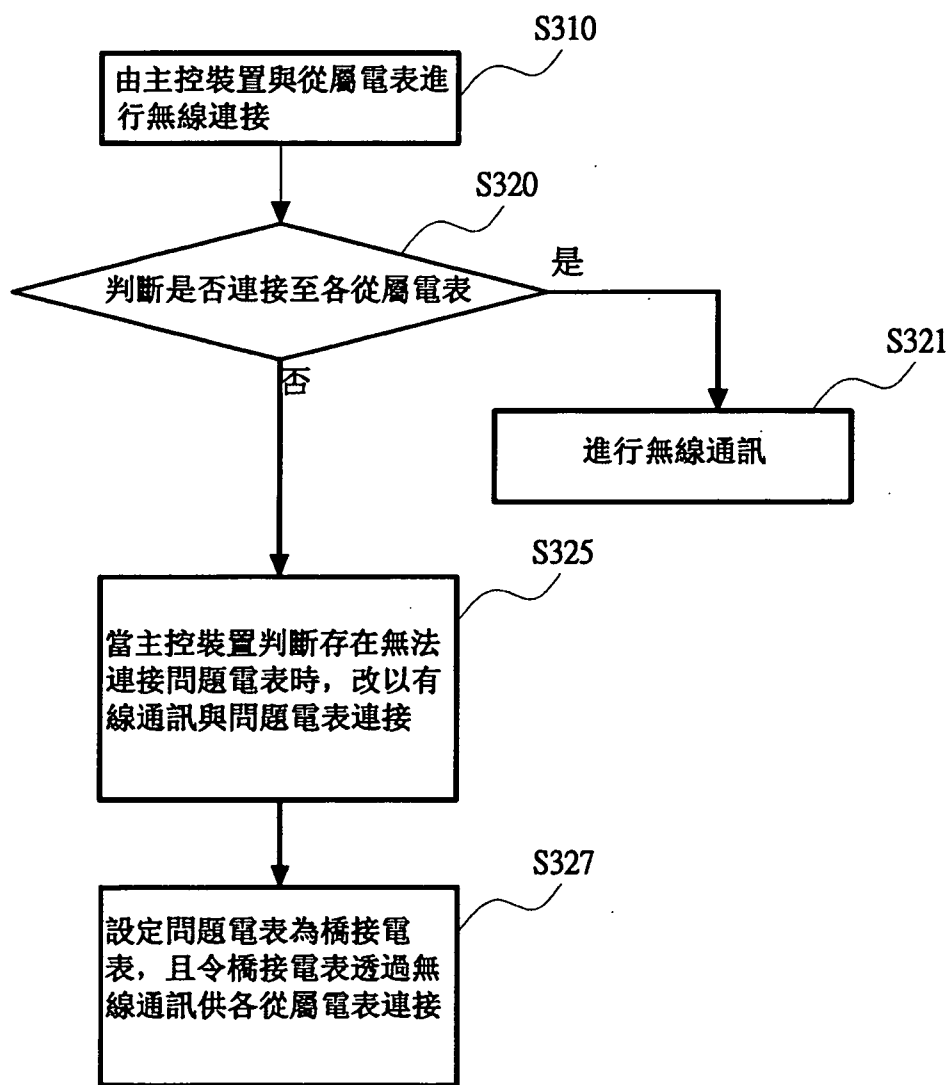 S310
由主控裝置與從屬電表進
行無線連接
S320
判斷是否連接至各從屬電表
是
否
S321
進行無線通訊
S325
當主控裝置判斷存在無法
連接問題電表時，改以有
線通訊與問題電表連接
S327
設定問題電表為橋接電
表，且令橋接電表透過無
線通訊供各從屬電表連接